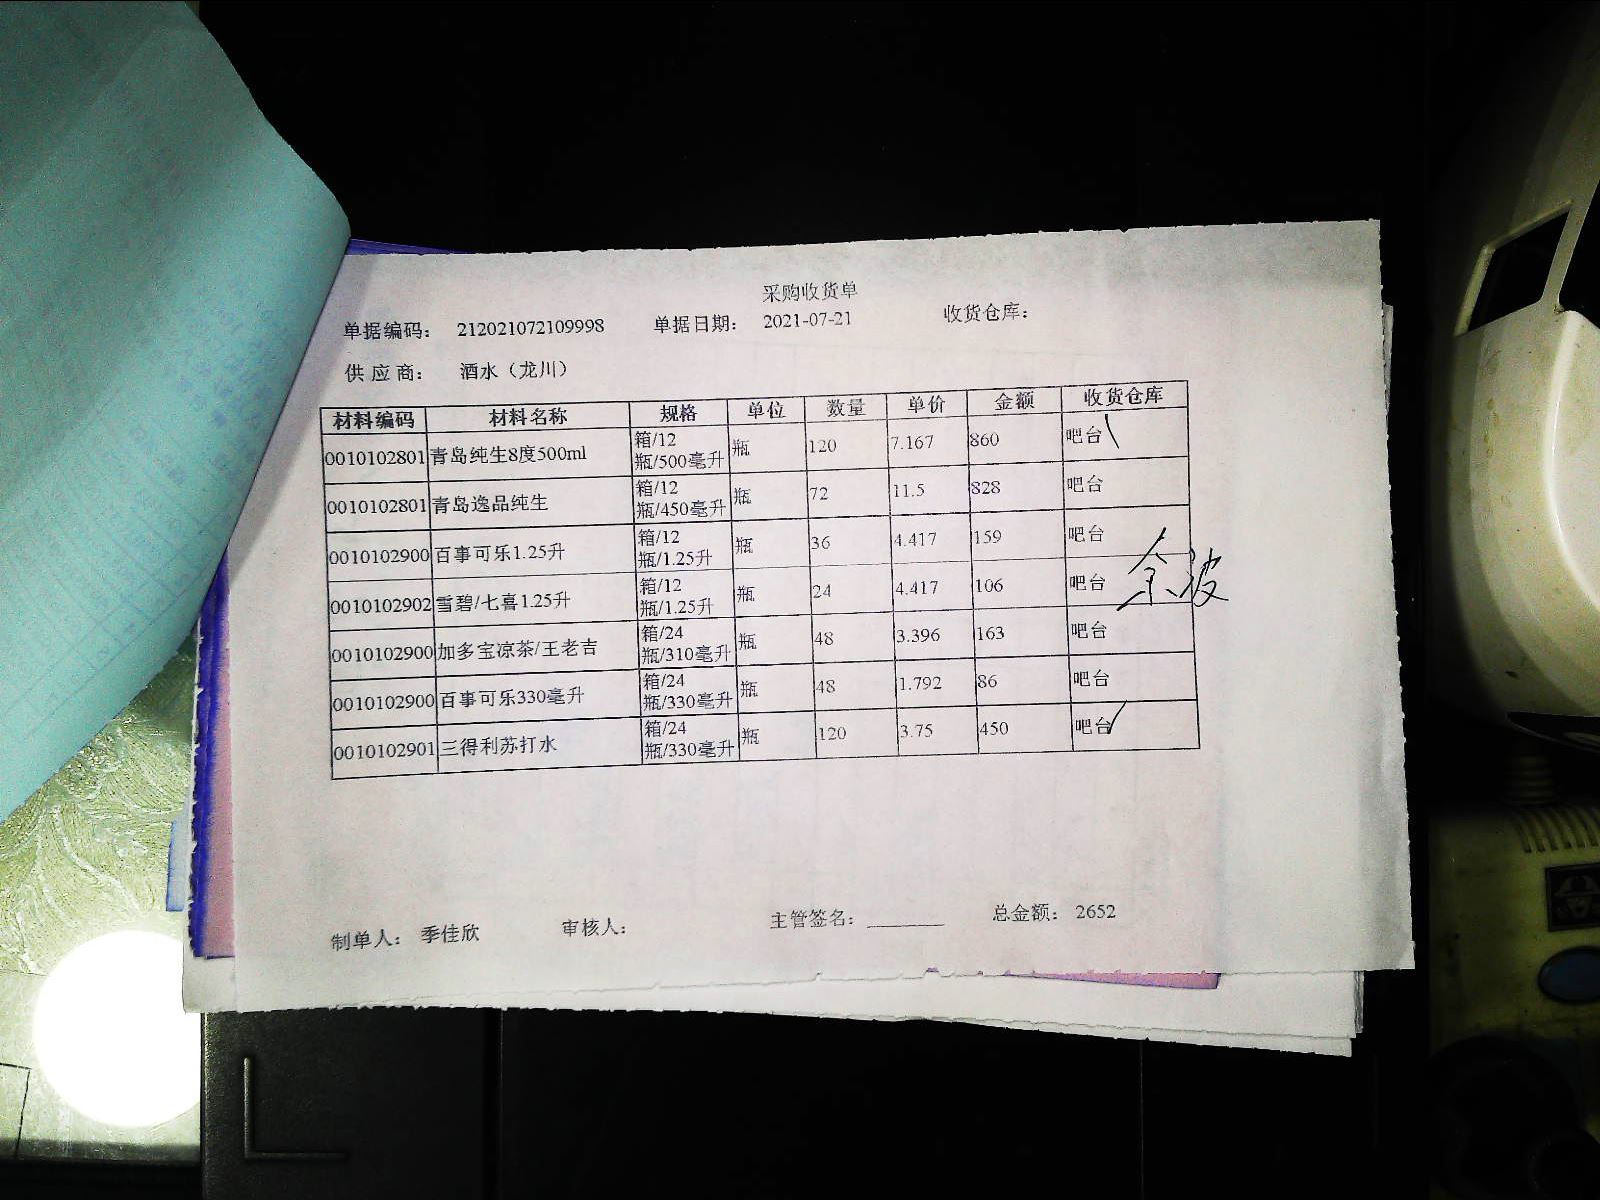 采购收货单
单据编码： 212021072109998 单据日期： 2021-07-21 收货仓库：
供 应 商： 酒水（龙川）
材料编码 材料名称 规格 单位 数量 单价 金额 收货仓库
0010102801 青岛纯生8度500ml 箱/12 瓶/500毫升 瓶 120 7.167 860 吧台
0010102801 青岛逸品纯生 箱/12 瓶/450毫升 瓶 72 11.5 828 吧台
0010102900 百事可乐1.25升 箱/12 瓶/1.25升 瓶 36 4.417 159 吧台
0010102902 雪碧/七喜1.25升 箱/12 瓶/1.25升 瓶 24 4.417 106 吧台
余波
0010102900 加多宝凉茶/王老吉 箱/24 瓶/310毫升 瓶 48 3.396 163 吧台
0010102900 百事可乐330毫升 箱/24 瓶/330毫升 瓶 48 1.792 86 吧台
0010102901 三得利苏打水 箱/24 瓶/330毫升 瓶 120 3.75 450 吧台
制单人： 季佳欣 审核人： 主管签名： 总金额： 2652